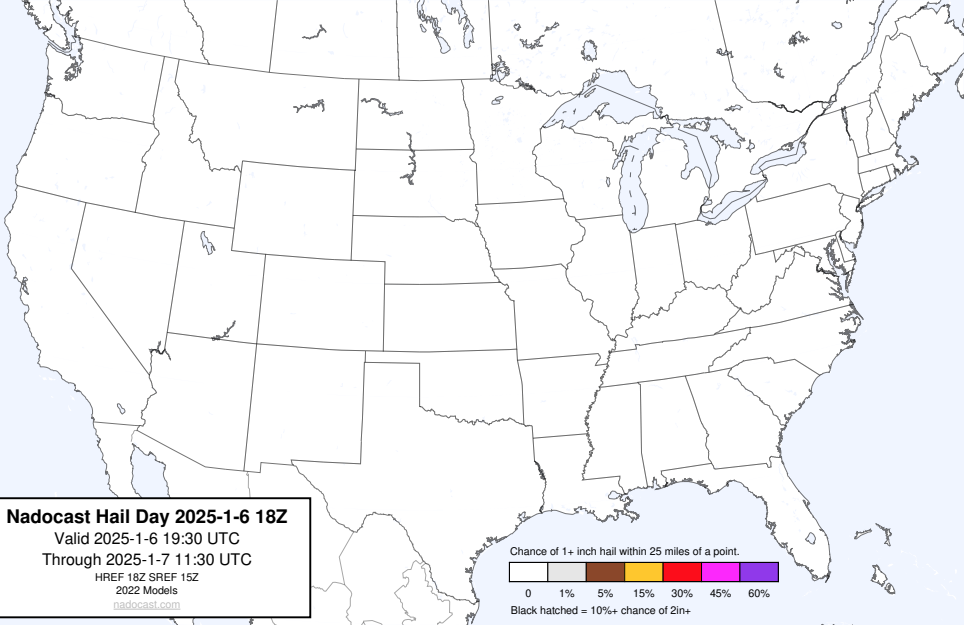 Nadocast Hail Day 2025-1-6 18Z
Valid 2025-1-6 19:30 UTC
Through 2025-1-7 11:30 UTC
HREF 18Z SREF 15Z
2022 Models
nadocast.com
Chance of 1+ inch hail within 25 miles of a point.
0 1% 5% 15% 30% 45% 60%
Black hatched = 10%+ chance of 2in+